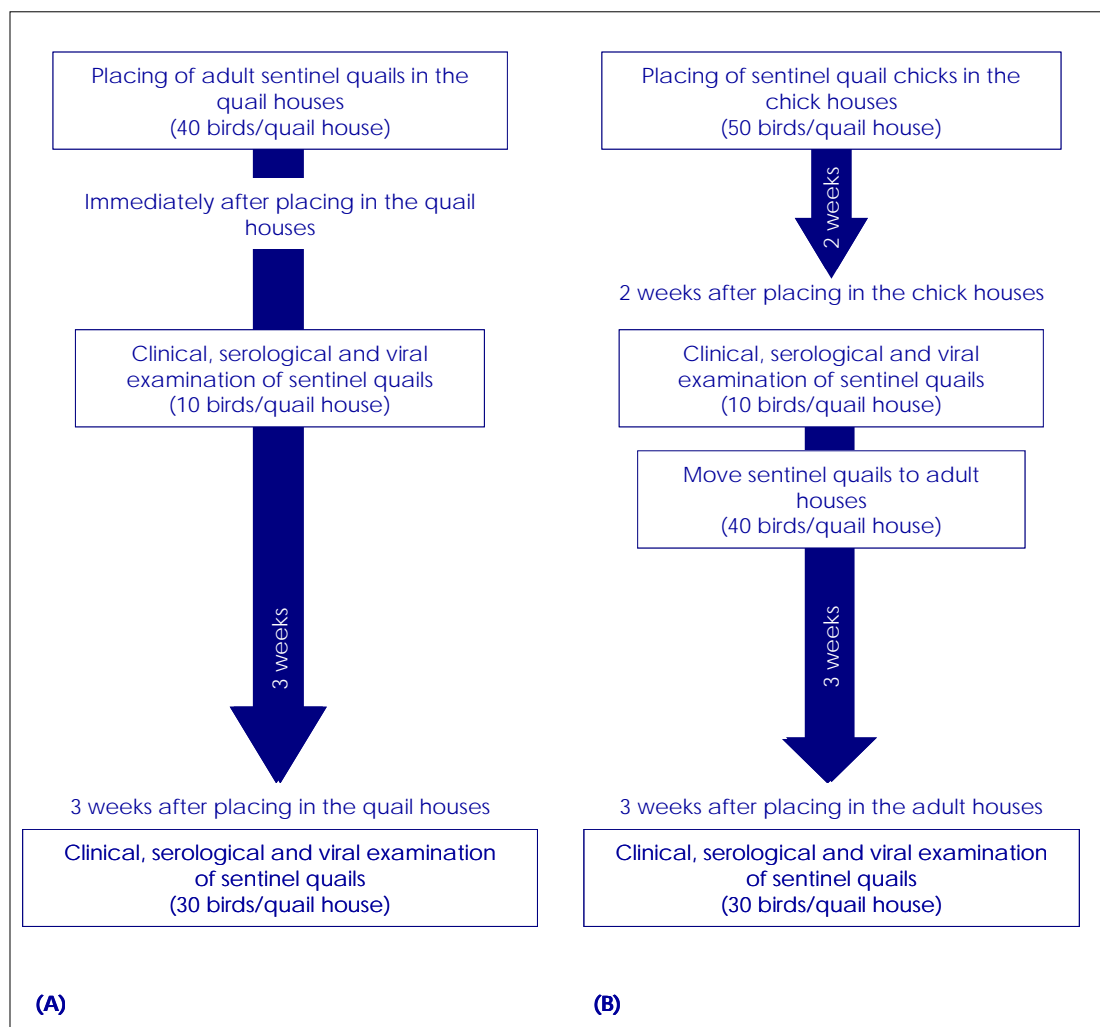 Placing of adult sentinel quails in the
quail houses
(40 birds/quail house)
Immediately after placing in the quail
houses
Clinical, serological and viral
examination of sentinel quails
(10 birds/quail house)
3 weeks
3 weeks after placing in the quail houses
Clinical, serological and viral examination
of sentinel quails
(30 birds/quail house)
(A)
Placing of sentinel quail chicks in the
chick houses
(50 birds/quail house)
2 weeks
2 weeks after placing in the chick houses
Clinical, serological and viral
examination of sentinel quails
(10 birds/quail house)
Move sentinel quails to adult
houses
(40 birds/quail house)
3 weeks
3 weeks after placing in the adult houses
Clinical, serological and viral examination
of sentinel quails
(30 birds/quail house)
(B)